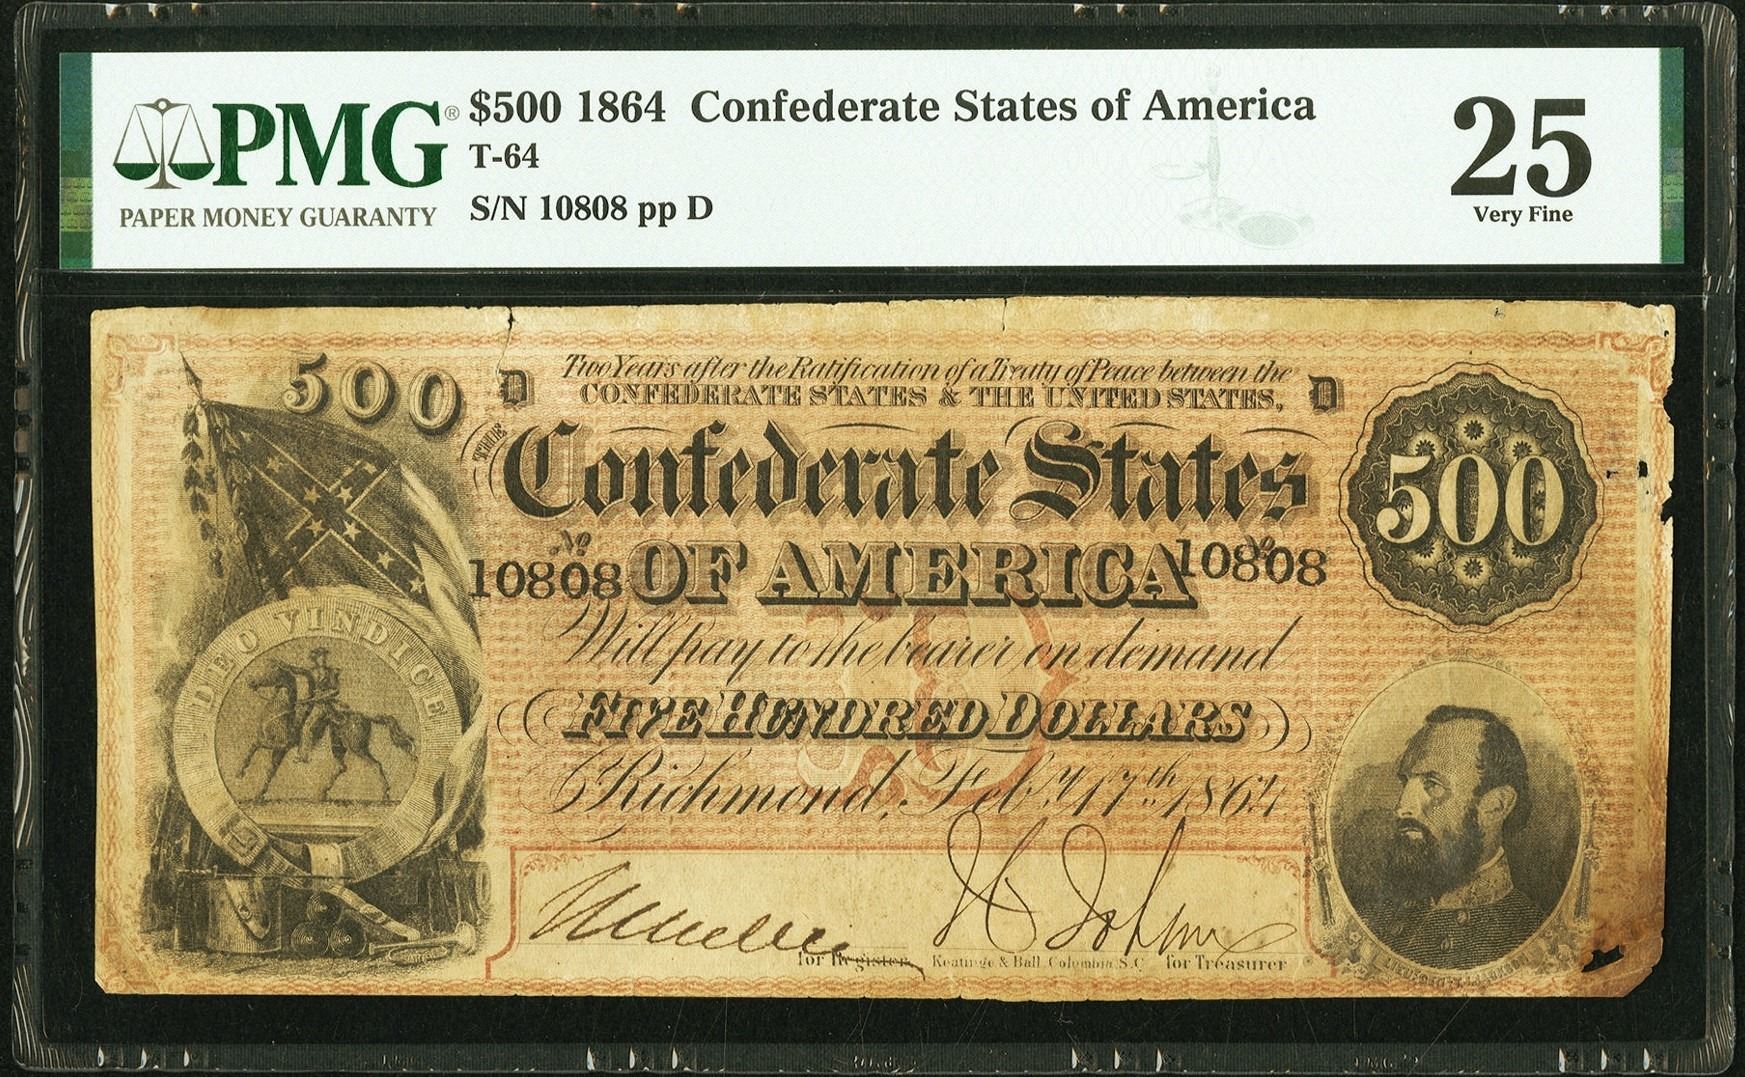 PMG®
PAPER MONEY GUARANTY
$500 1864 Confederate States of America
T-64
S/N 10808 pp D
25
Very Fine
500
D Two Years after the Ratification of a Treaty of Peace between the D
CONFEDERATE STATES & THE UNITED STATES,
THE Confederate States
500
No No
10808 OF AMERICA 10808
Will pay to the bearer on demand
DEO VINDICE
FIVE HUNDRED DOLLARS
D
Richmond, Feby. 17th 1864
for Register Keatinge & Ball, Columbia, S.C. for Treasurer